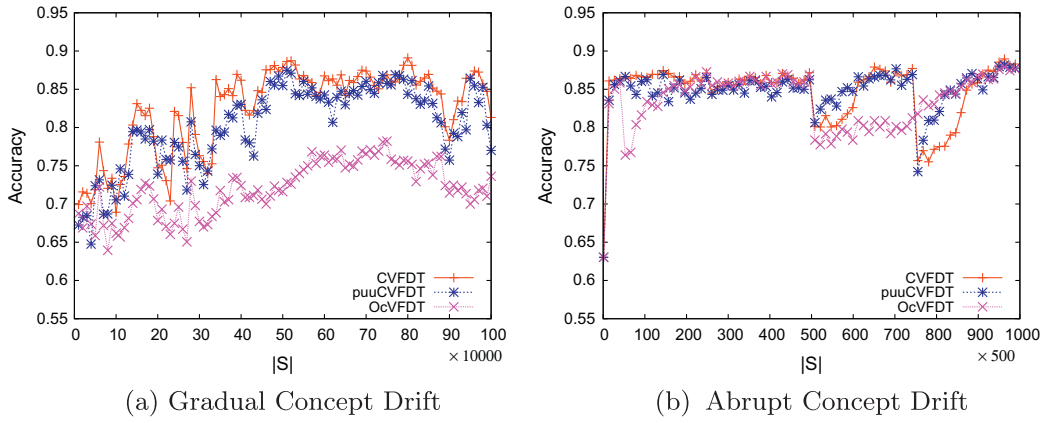 0.95
0.9
0.85
0.8
0.75
0.7
0.65
0.6
0.55
Accuracy
CVFDT
puuCVFDT
OcVFDT
0 10 20 30 40 50 60 70 80 90 100
|S|
× 10000
(a) Gradual Concept Drift
0.95
0.9
0.85
0.8
0.75
0.7
0.65
0.6
0.55
Accuracy
CVFDT
puuCVFDT
OcVFDT
0 100 200 300 400 500 600 700 800 900 1000
|S|
× 500
(b) Abrupt Concept Drift